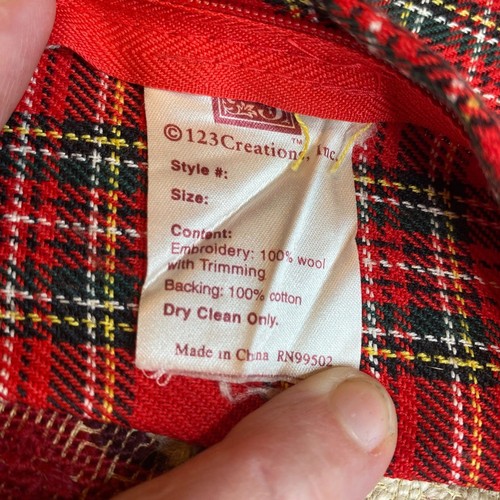 ™
©123Creations, Inc.
Style #:
Size:
Content:
Embroidery: 100% wool
with Trimming
Backing: 100% cotton
Dry Clean Only.
Made in China RN99502